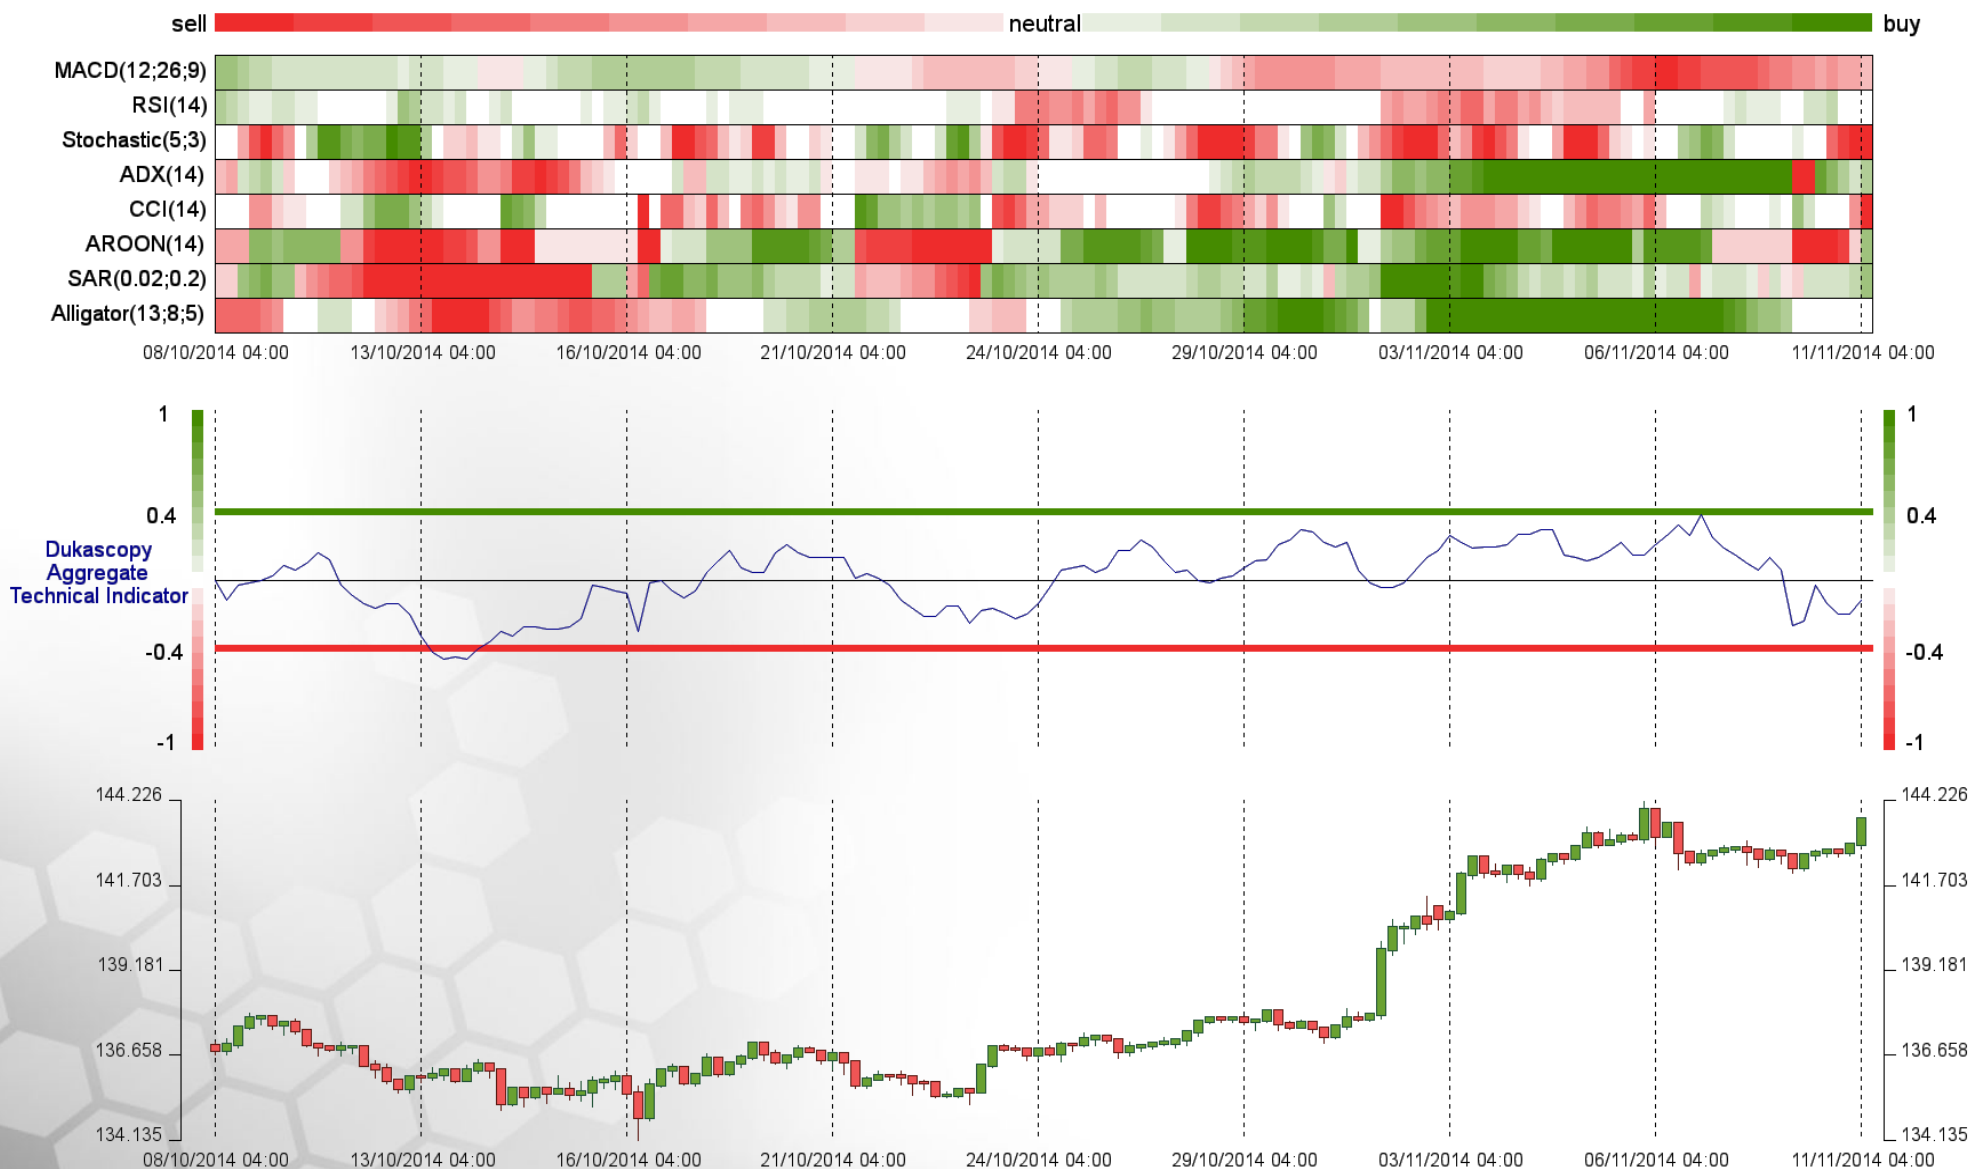 sell neutral buy
MACD(12;26;9)
RSI(14)
Stochastic(5;3)
ADX(14)
CCI(14)
AROON(14)
SAR(0.02;0.2)
Alligator(13;8;5)
08/10/2014 04:00 13/10/2014 04:00 16/10/2014 04:00 21/10/2014 04:00 24/10/2014 04:00 29/10/2014 04:00 03/11/2014 04:00 06/11/2014 04:00 11/11/2014 04:00
1 1
0.4 0.4
Dukascopy
Aggregate
Technical Indicator
-0.4 -0.4
-1 -1
144.226 144.226
141.703 141.703
139.181 139.181
136.658 136.658
134.135 134.135
08/10/2014 04:00 13/10/2014 04:00 16/10/2014 04:00 21/10/2014 04:00 24/10/2014 04:00 29/10/2014 04:00 03/11/2014 04:00 06/11/2014 04:00 11/11/2014 04:00